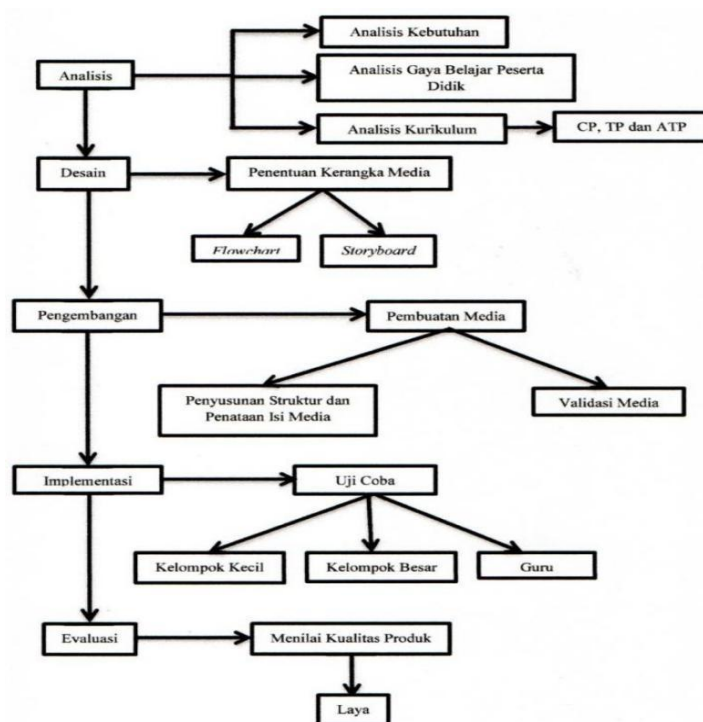 Analisis Kebutuhan
Analisis
Analisis Gaya Belajar Peserta
Didik
Analisis Kurikulum
CP, TP dan ATP
Desain
Penentuan Kerangka Media
Flowchart
Storyboard
Pengembangan
Pembuatan Media
Penyusunan Struktur dan
Penataan Isi Media
Validasi Media
Implementasi
Uji Coba
Kelompok Kecil
Kelompok Besar
Guru
Evaluasi
Menilai Kualitas Produk
Laya